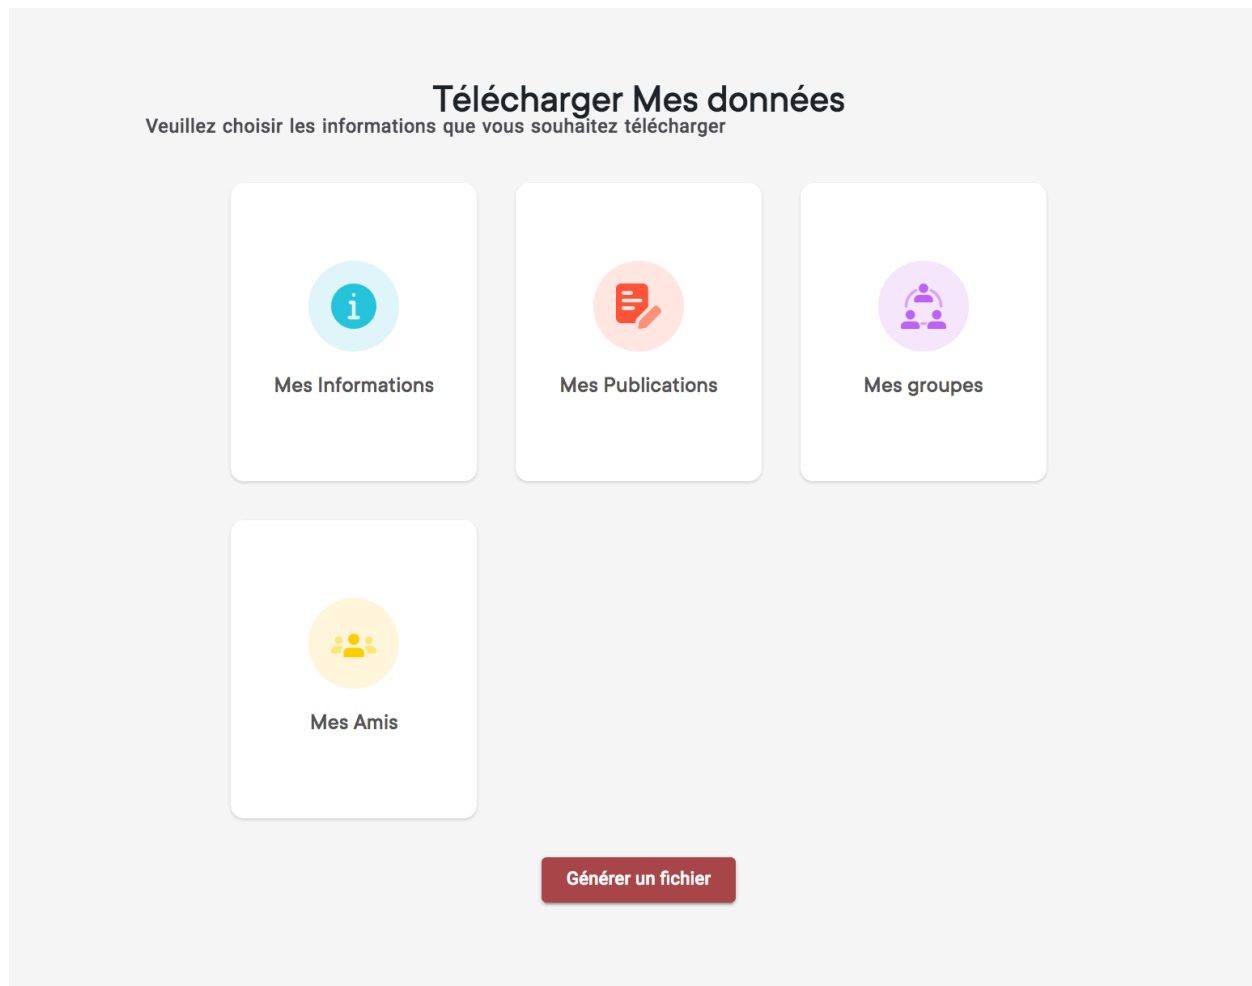 Télécharger Mes données
Veuillez choisir les informations que vous souhaitez télécharger
Mes Informations
Mes Publications
Mes groupes
Mes Amis
Générer un fichier